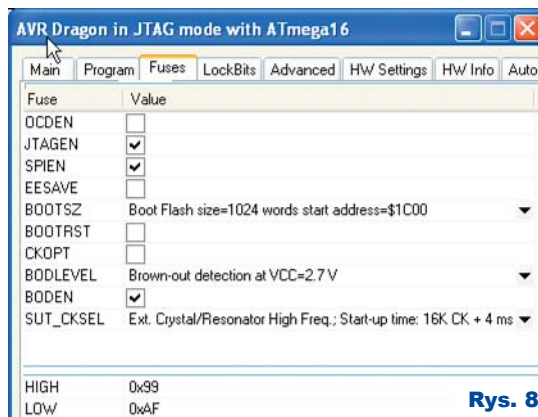 AVR Dragon in JTAG mode with ATmega16
Main Program Fuses LockBits Advanced HW Settings HW Info Auto
Fuse Value
OCDEN
JTAGEN
SPIEN
EESAVE
BOOTSZ Boot Flash size=1024 words start address=$1C00
BOOTRST
CKOPT
BODLEVEL Brown-out detection at VCC=2.7 V
BODEN
SUT_CKSEL Ext. Crystal/Resonator High Freq.; Start-up time: 16K CK + 4 ms
HIGH 0x99
LOW 0xAF
Rys. 8